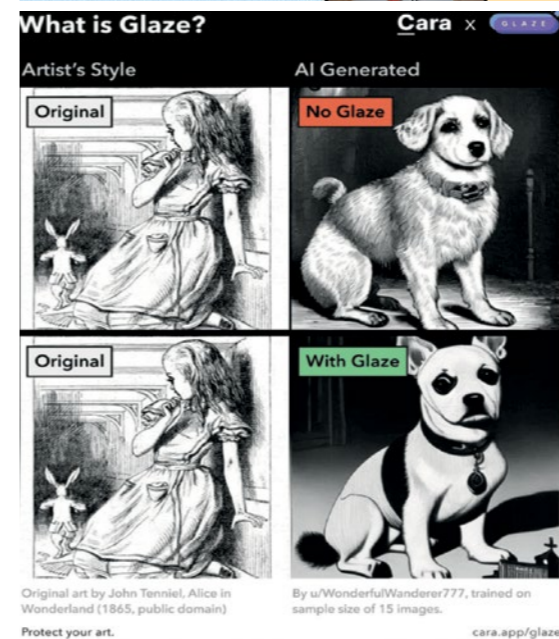 What is Glaze?
Cara x GLAZE
Artist's Style
AI Generated
Original
No Glaze
Original
With Glaze
Original art by John Tenniel, Alice in
Wonderland (1865, public domain)
By u/WonderfulWanderer777, trained on
sample size of 15 images.
Protect your art.
cara.app/glaze